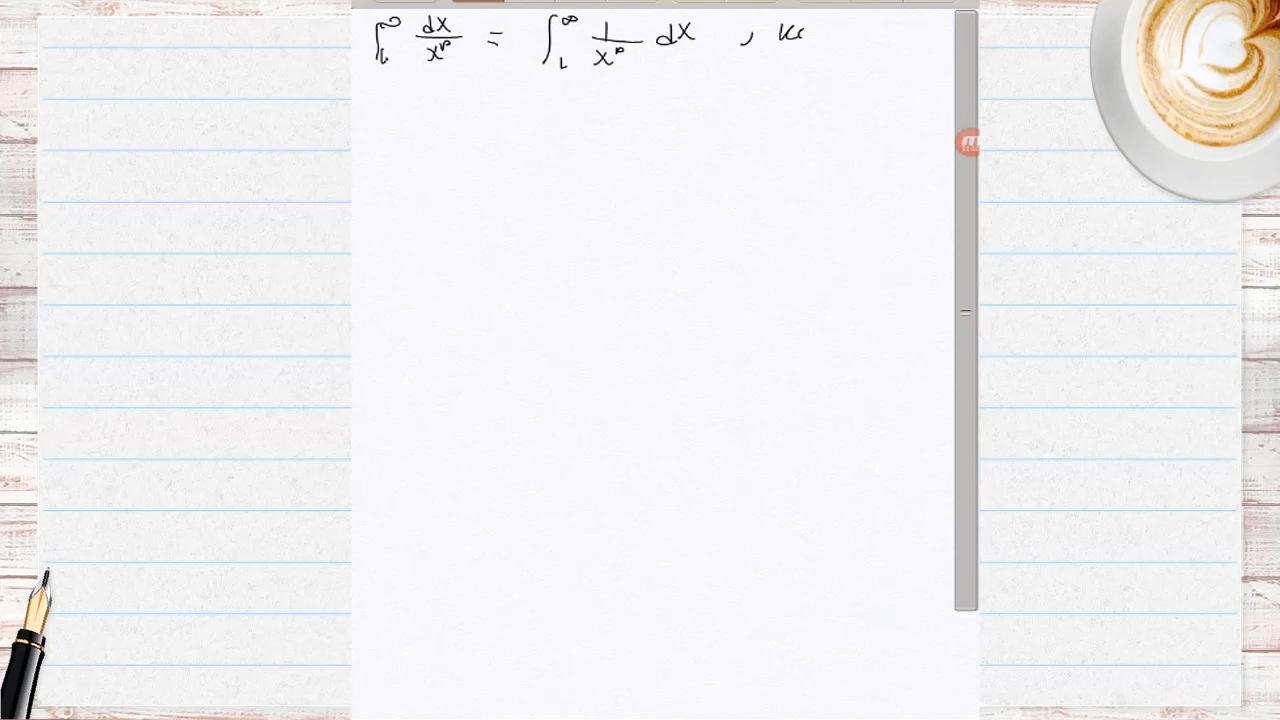 ∫₁^∞ dx/x^p = ∫₁^∞ 1/x^p dx ,